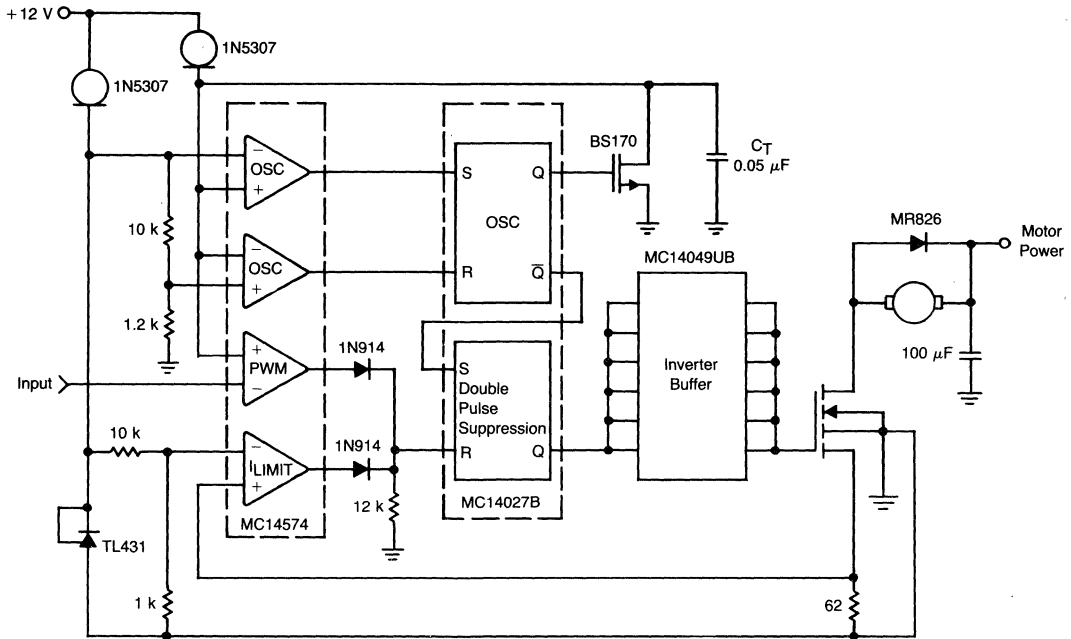 +12 V
1N5307
1N5307
−
OSC
+
10 k
−
OSC
+
1.2 k
+
PWM
−
Input
1N914
10 k
−
ILIMIT
+
1N914
12 k
MC14574
TL431
1 k
S
Q
OSC
R
Q̅
S
Double
Pulse
Suppression
R
Q
MC14027B
BS170
CT
0.05 µF
MC14049UB
Inverter
Buffer
MR826
Motor
Power
100 µF
62